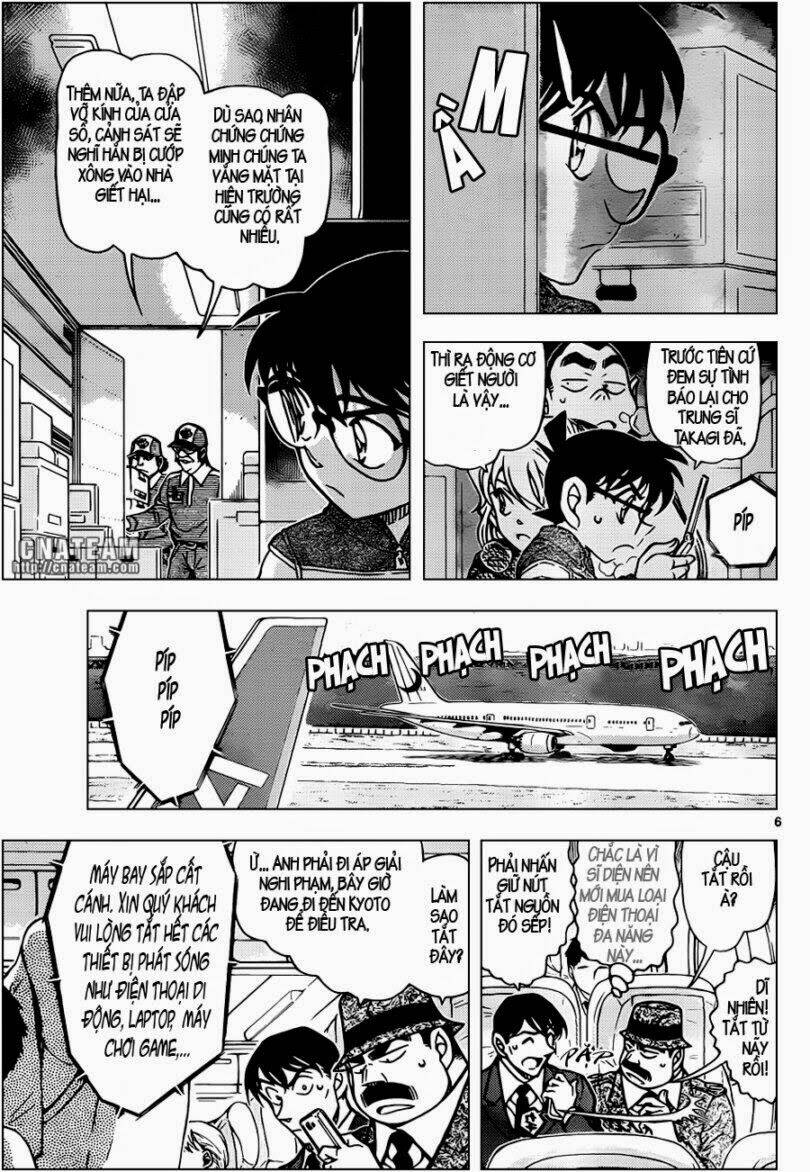 MÀ
DÙ SAO, NHÂN
CHỨNG CHỨNG
MINH CHÚNG TA
VẮNG MẶT TẠI
HIỆN TRƯỜNG
CŨNG CÓ RẤT
NHIỀU.
THÊM NỮA, TA ĐẬP
VỠ KÍNH CỦA CỬA
SỔ, CẢNH SÁT SẼ
NGHĨ HẮN BỊ CƯỚP
XÔNG VÀO NHÀ
GIẾT HẠI...
CNATEAM
http://cnateam.com
TRƯỚC TIÊN CỨ
ĐEM SỰ TÌNH
BÁO LẠI CHO
TRUNG SĨ
TAKAGI ĐÃ.
THÌ RA ĐỘNG CƠ
GIẾT NGƯỜI
LÀ VẬY...
PÍP
PHẠCH
PHẠCH
PHẠCH
PHẠCH
PÍP
PÍP
PÍP
6
CẬU
TẮT RỒI
À?
DĨ
NHIÊN!
TẮT TỪ
NÃY
RỒI!
CHẮC LÀ VÌ
SĨ DIỆN NÊN
MỚI MUA LOẠI
ĐIỆN THOẠI
ĐA NĂNG
NÀY...
PHẢI NHẤN
GIỮ NÚT
TẮT NGUỒN
ĐÓ SẾP!
PẶP
LÀM
SAO
TẮT
ĐÂY?
Ừ... ANH PHẢI ĐI ÁP GIẢI
NGHI PHẠM, BÂY GIỜ
ĐANG ĐI ĐẾN KYOTO
ĐỂ ĐIỀU TRA.
MÁY BAY SẮP CẤT
CÁNH. XIN QUÝ KHÁCH
VUI LÒNG TẮT HẾT CÁC
THIẾT BỊ PHÁT SÓNG
NHƯ ĐIỆN THOẠI DI
ĐỘNG, LAPTOP, MÁY
CHƠI GAME,...